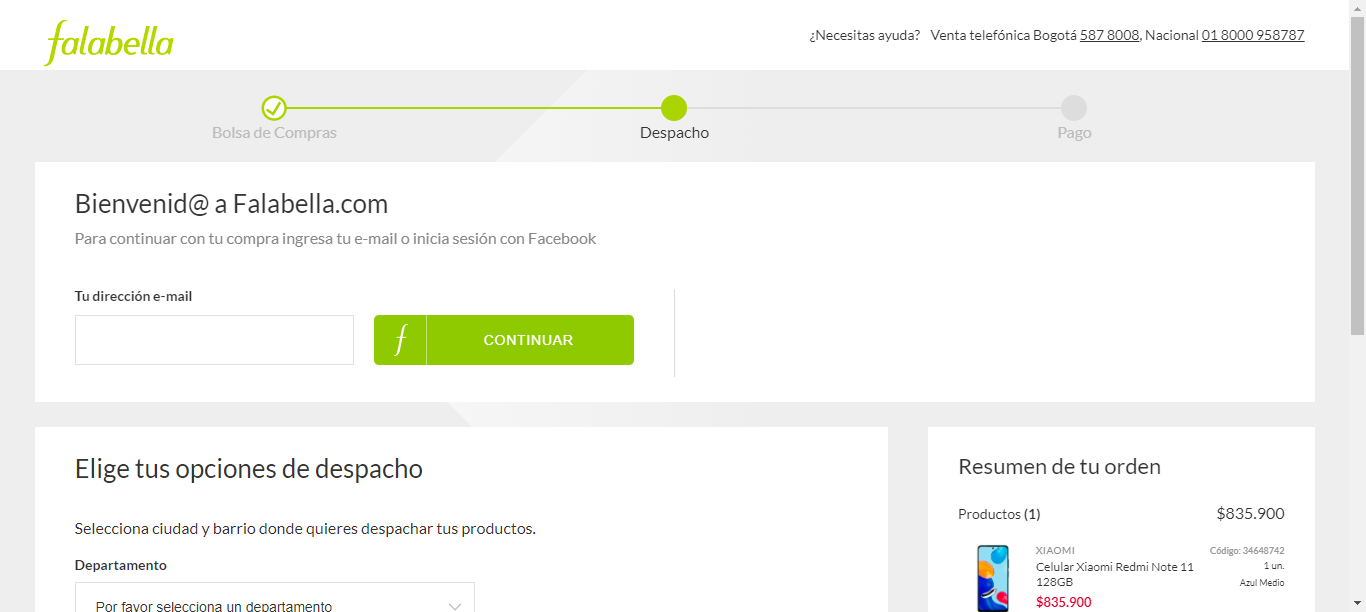 falabella
¿Necesitas ayuda? Venta telefónica Bogotá 587 8008, Nacional 01 8000 958787
Bolsa de Compras
Despacho
Pago
Bienvenid@ a Falabella.com
Para continuar con tu compra ingresa tu e-mail o inicia sesión con Facebook
Tu dirección e-mail
f CONTINUAR
Elige tus opciones de despacho
Selecciona ciudad y barrio donde quieres despachar tus productos.
Departamento
Por favor selecciona un departamento
Resumen de tu orden
Productos (1) $835.900
XIAOMI Código: 34648742
Celular Xiaomi Redmi Note 11 1 un.
128GB Azul Medio
$835.900